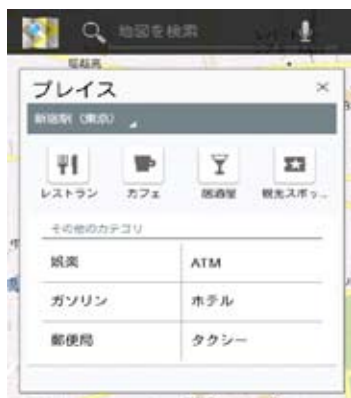 地図を検索
プレイス
新宿駅（東京）
レストラン カフェ 居酒屋 観光スポッ...
その他のカテゴリ
娯楽 ATM
ガソリン ホテル
郵便局 タクシー